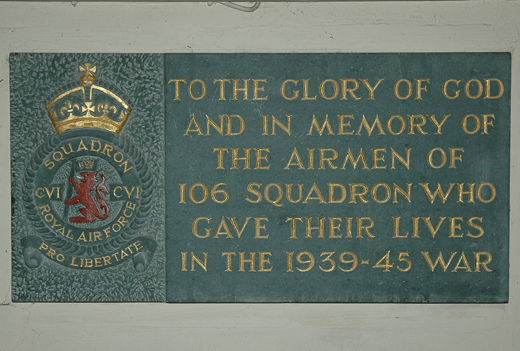 SQUADRON
CVI CVI
ROYAL AIR FORCE
PRO LIBERTATE
TO THE GLORY OF GOD
AND IN MEMORY OF
THE AIRMEN OF
106 SQUADRON WHO
GAVE THEIR LIVES
IN THE 1939-45 WAR